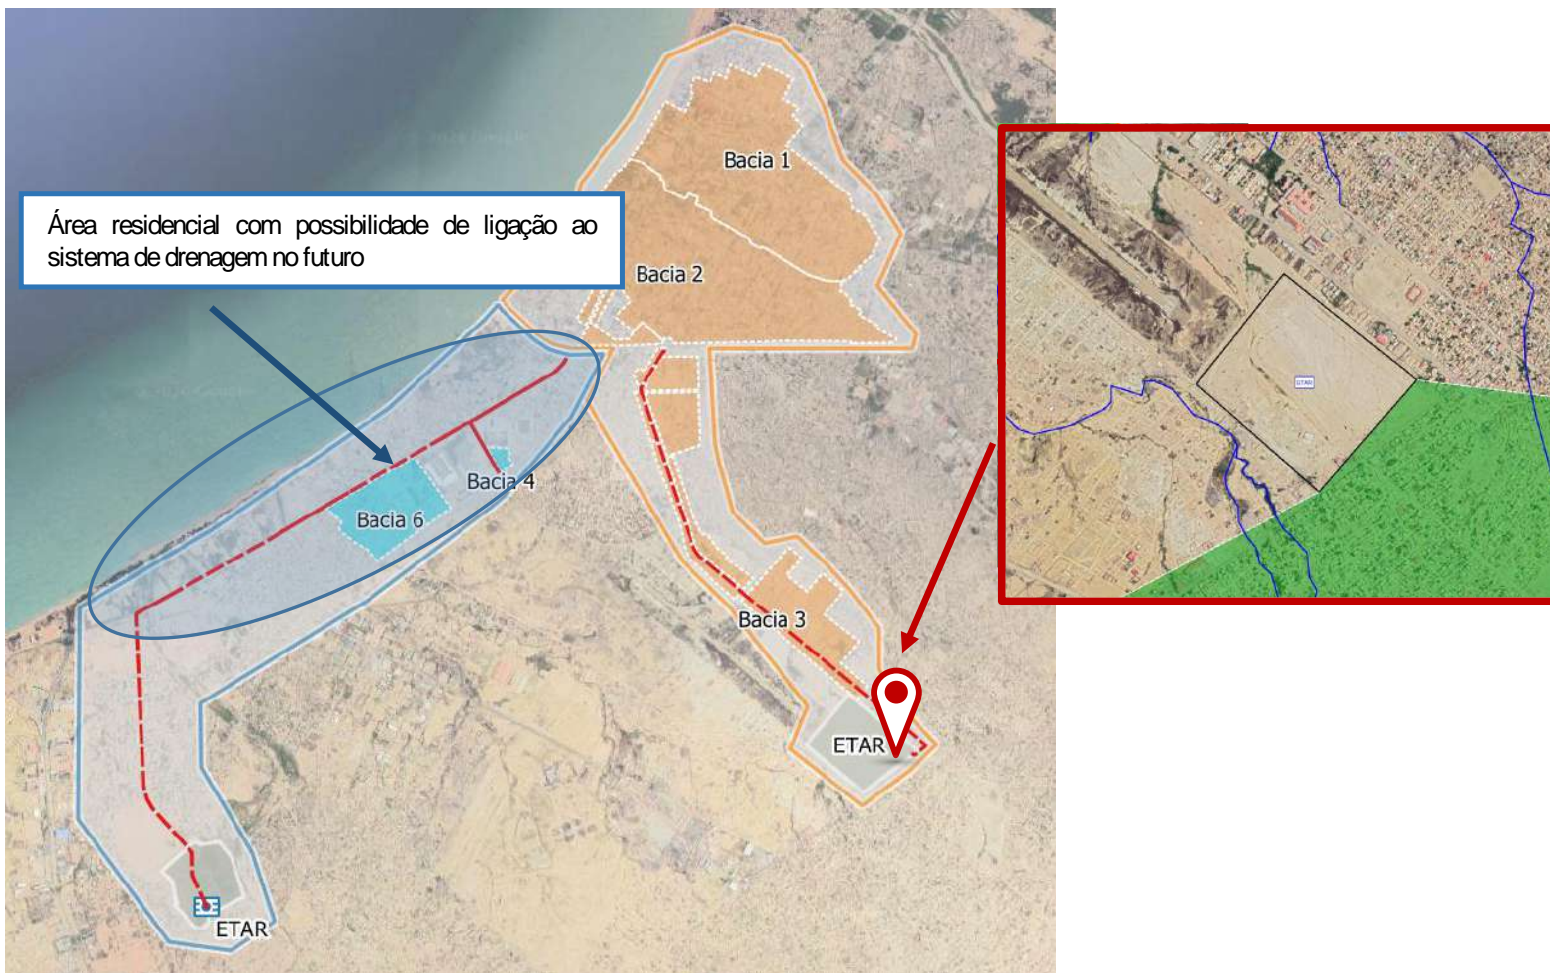 Bacia 1
Área residencial com possibilidade de ligação ao
sistema de drenagem no futuro
Bacia 2
ETAR
Bacia 4
Bacia 6
Bacia 3
ETAR
ETAR